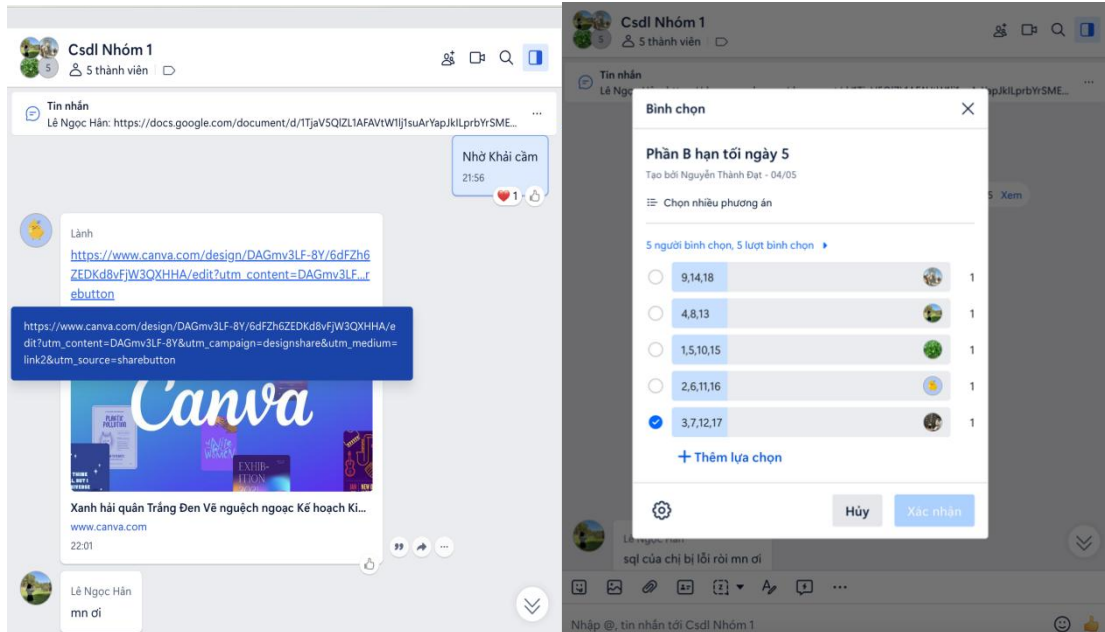 Csdl Nhóm 1
5
5 thành viên
Tin nhắn
Lê Ngọc Hân: https://docs.google.com/document/d/1TjaV5QlZL1AFAVtW1lj1suArYapJklLprbYrSME...
Nhờ Khải cầm
21:56
1
Lành
https://www.canva.com/design/DAGmv3LF-8Y/6dFZh6
ZEDKd8vFjW3QXHHA/edit?utm_content=DAGmv3LF...r
ebutton
https://www.canva.com/design/DAGmv3LF-8Y/6dFZh6ZEDKd8vFjW3QXHHA/e
dit?utm_content=DAGmv3LF-8Y&utm_campaign=designshare&utm_medium=
link2&utm_source=sharebutton
Canva
EXHIB-
ITION
Xanh hải quân Trắng Đen Vẽ nguệch ngoạc Kế hoạch Ki...
www.canva.com
22:01
Lê Ngọc Hân
mn ơi
Csdl Nhóm 1
5
5 thành viên
Tin nhắn
Bình chọn
Phần B hạn tối ngày 5
Tạo bởi Nguyễn Thành Đạt - 04/05
Chọn nhiều phương án
Xem
5 người bình chọn, 5 lượt bình chọn
9,14,18 1
4,8,13 1
1,5,10,15 1
2,6,11,16 1
3,7,12,17 1
+ Thêm lựa chọn
Hủy Xác nhận
sql của chị bị lỗi ròi mn ơi
Nhập @, tin nhắn tới Csdl Nhóm 1